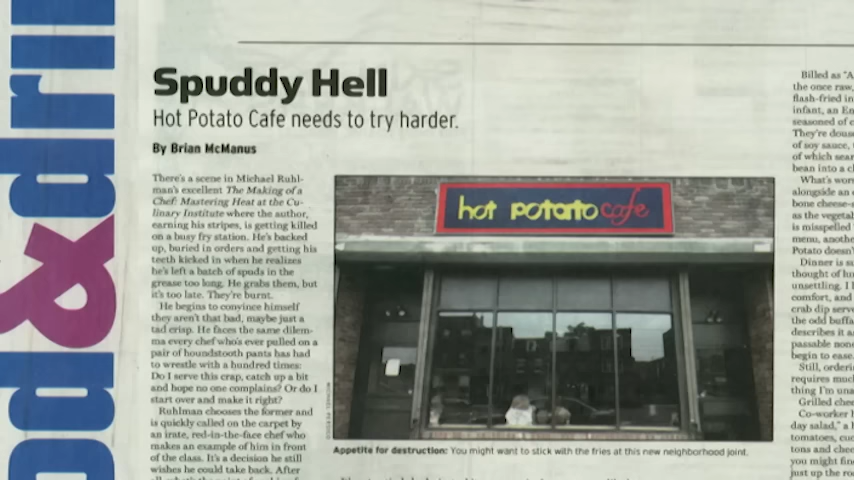 Spuddy Hell
Hot Potato Cafe needs to try harder.
By Brian McManus
There's a scene in Michael Ruhl-
man's excellent The Making of a
Chef: Mastering Heat at the Cu-
linary Institute where the author,
earning his stripes, is getting killed
on a busy fry station. He's backed
up, buried in orders and getting his
teeth kicked in when he realizes
he's left a batch of spuds in the
grease too long. He grabs them, but
it's too late. They're burnt.
He begins to convince himself
they aren't that bad, maybe just a
tad crisp. He faces the same dilem-
ma every chef who's ever pulled on a
pair of houndstooth pants has had
to wrestle with a hundred times:
Do I serve this crap, catch up a bit
and hope no one complains? Or do I
start over and make it right?
Ruhlman chooses the former and
is quickly called on the carpet by
an irate, red-in-the-face chef who
makes an example of him in front
of the class. It's a decision he still
wishes he could take back. After
hot potato cafe
Appetite for destruction: You might want to stick with the fries at this new neighborhood joint.
Billed as "A
the once raw,
flash-fried in
infant, an En
seasoned of c
They're dous
of soy sauce,
of which sear
bean into a cl
What's wors
alongside an
bone cheese-s
as the vegetab
is misspelled
menu, anothe
Potato doesn'
Dinner is su
thought of hu
unsettling. I
comfort, and
crab dip serv
the odd buffa
describes it a
passable none
begin to ease
Still, orderi
requires muc
thing I'm una
Grilled chee
Co-worker
day salad," a
tomatoes, cuc
tons and chee
you might fin
just up the ro